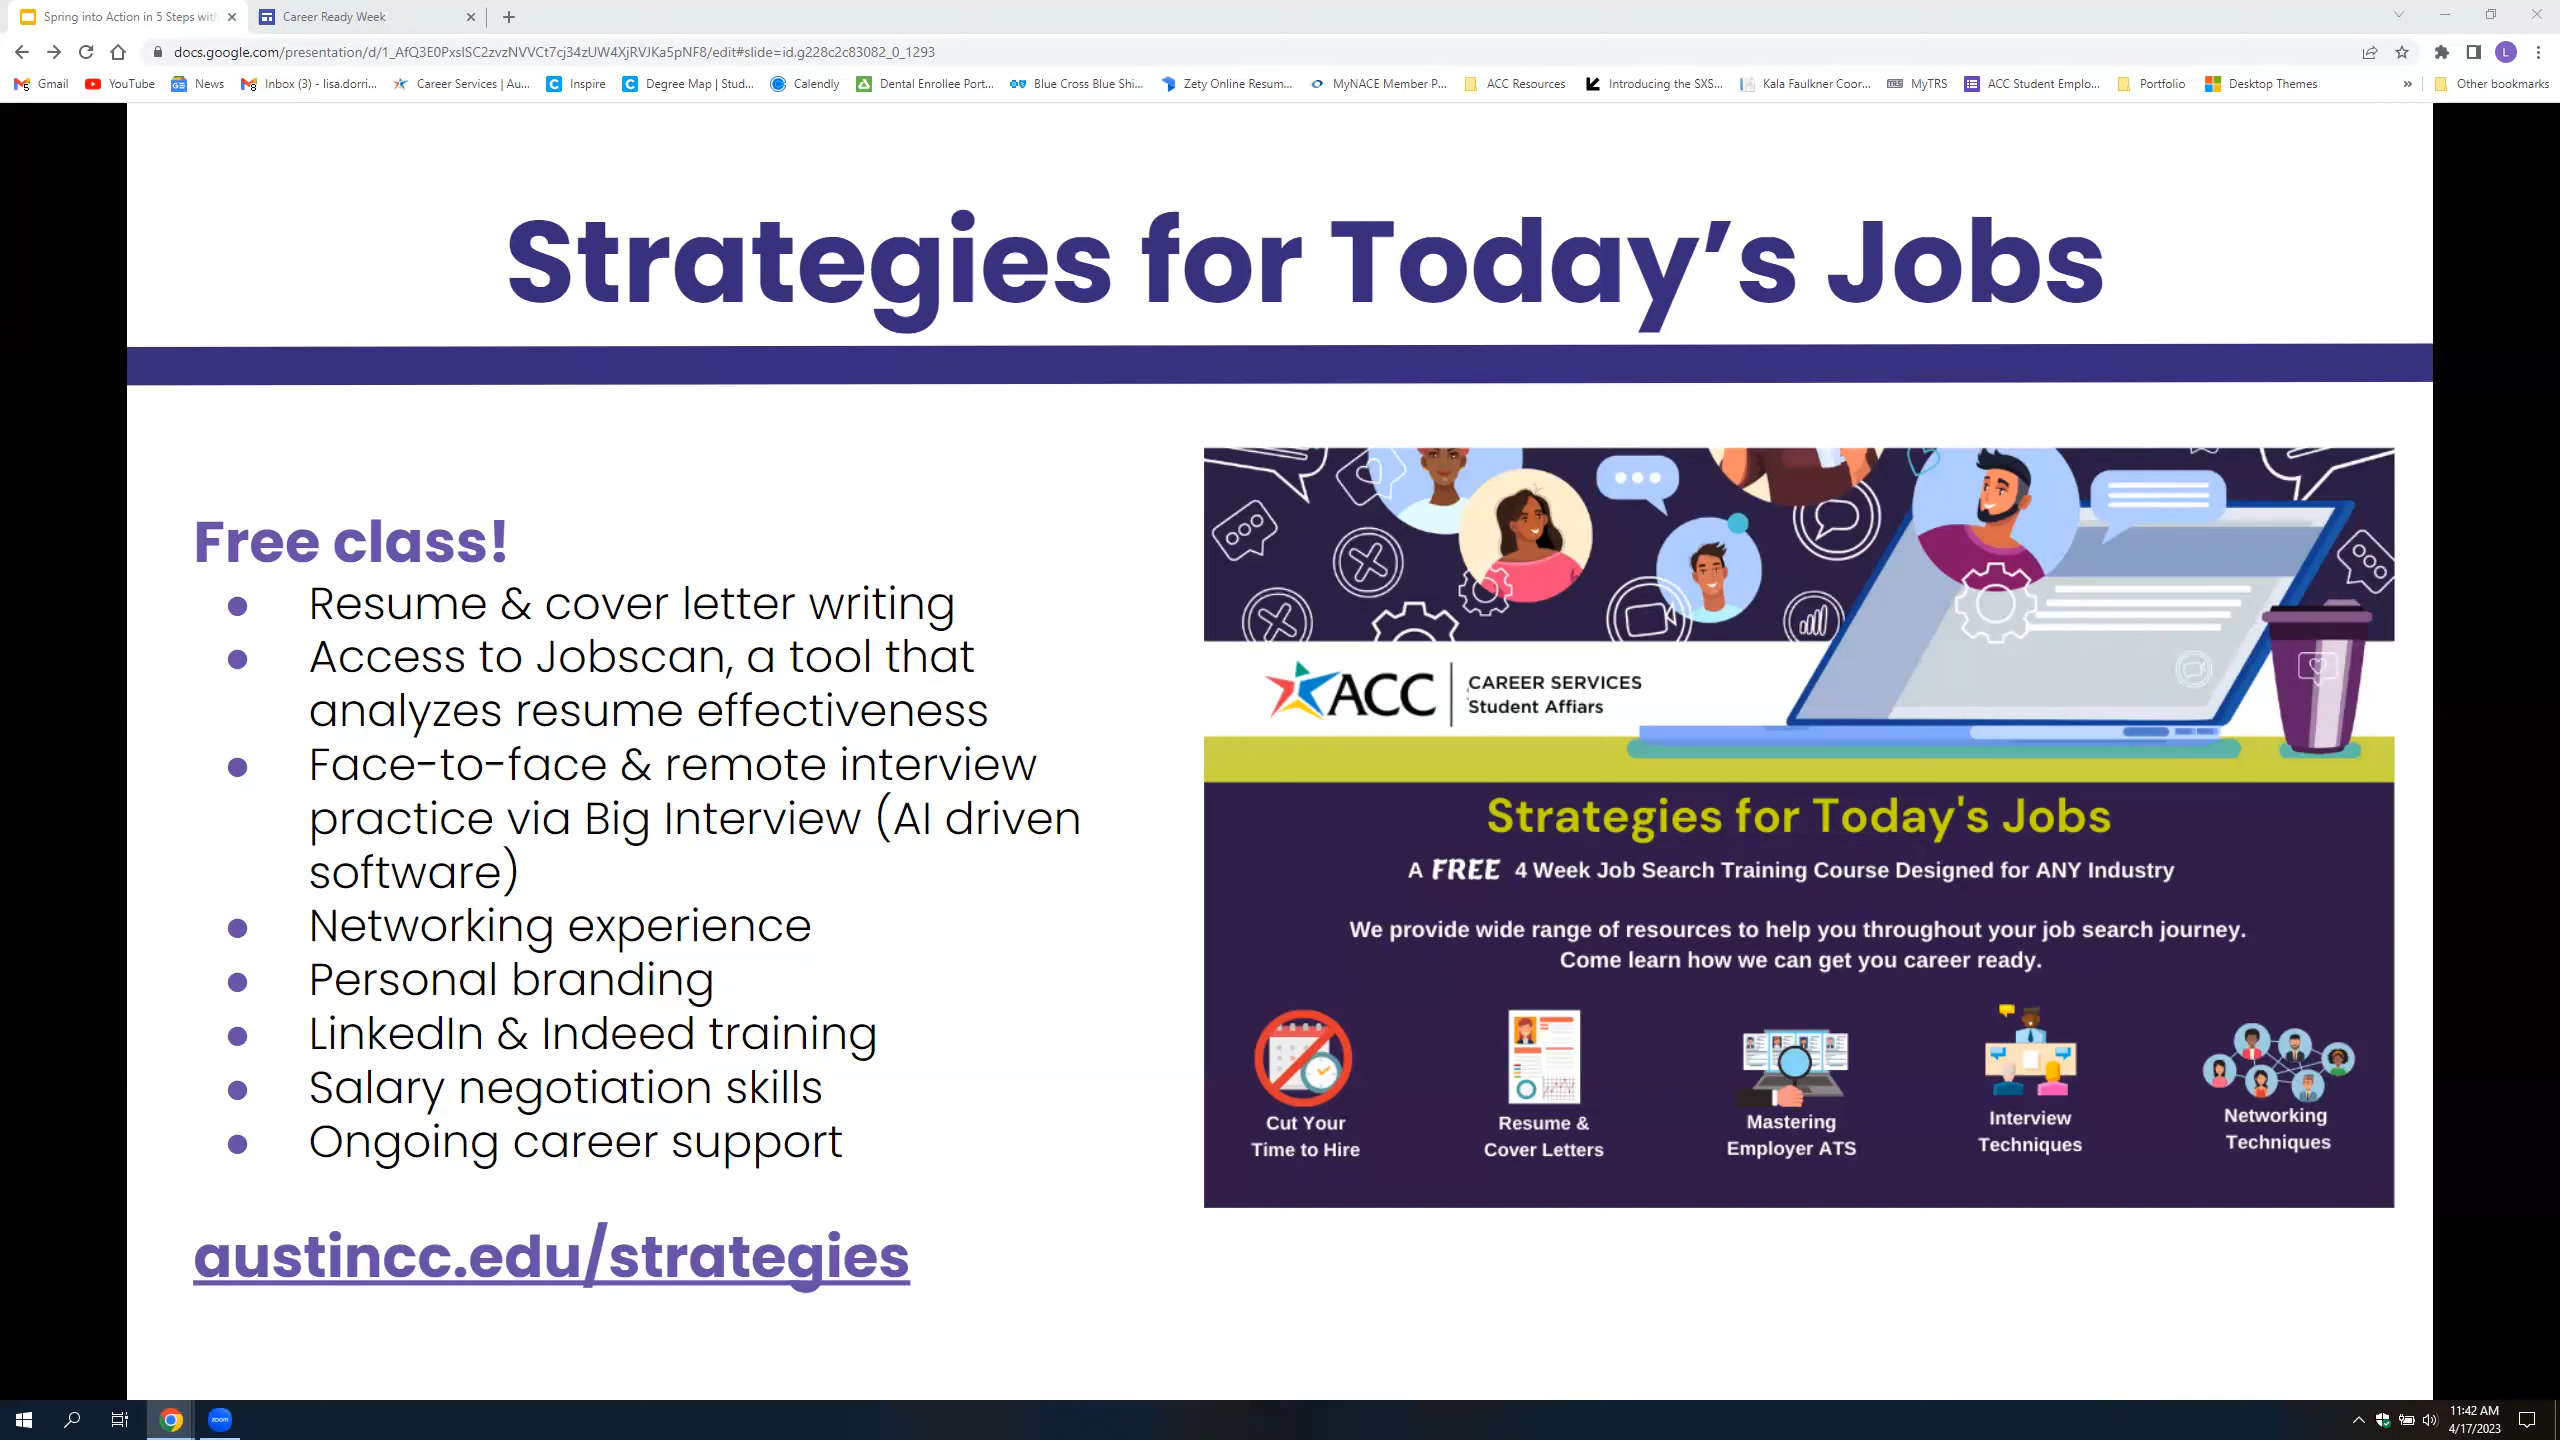 Spring into Action in 5 Steps with
Career Ready Week
docs.google.com/presentation/d/1_AfQ3E0PxsISC2zvzNVVCt7cj34zUW4XjRVJKa5pNF8/edit#slide=id.g228c2c83082_0_1293
L
Gmail
YouTube
News
Inbox (3) - lisa.dorri...
Career Services | Au...
Inspire
Degree Map | Stud...
Calendly
Dental Enrollee Port...
Blue Cross Blue Shi...
Zety Online Resum...
MyNACE Member P...
ACC Resources
Introducing the SXS...
Kala Faulkner Coor...
MyTRS
ACC Student Emplo...
Portfolio
Desktop Themes
Other bookmarks
Strategies for Today’s Jobs
Free class!
● Resume & cover letter writing
● Access to Jobscan, a tool that
analyzes resume effectiveness
● Face-to-face & remote interview
practice via Big Interview (AI driven
software)
● Networking experience
● Personal branding
● LinkedIn & Indeed training
● Salary negotiation skills
● Ongoing career support
austincc.edu/strategies
ACC
CAREER SERVICES
Student Affiars
Strategies for Today's Jobs
A FREE 4 Week Job Search Training Course Designed for ANY Industry
We provide wide range of resources to help you throughout your job search journey.
Come learn how we can get you career ready.
Cut Your
Time to Hire
Resume &
Cover Letters
Mastering
Employer ATS
Interview
Techniques
Networking
Techniques
zoom
11:42 AM
4/17/2023